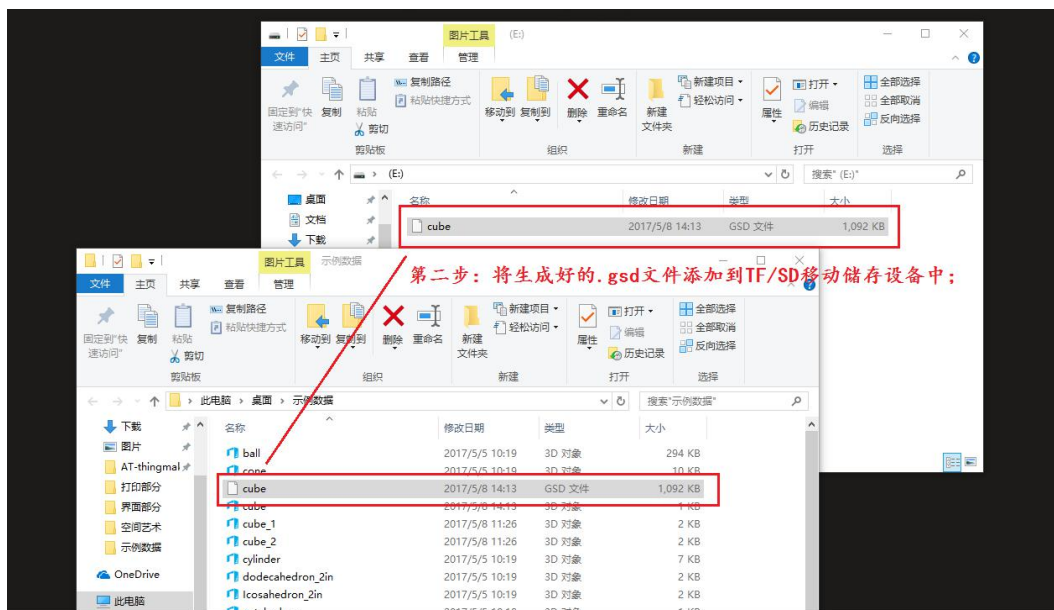 图片工具 (E:)
文件 主页 共享 查看 管理
固定到"快速访问" 复制 粘贴 复制路径 粘贴快捷方式 剪切 移动到 复制到 删除 重命名 新建文件夹 新建项目 轻松访问 属性 打开 编辑 历史记录 全部选择 全部取消 反向选择
剪贴板 组织 新建 打开 选择
(E:) 搜索" (E:)"
桌面 名称 修改日期 类型 大小
文档 cube 2017/5/8 14:13 GSD 文件 1,092 KB
下载
第二步：将生成好的.gsd文件添加到TF/SD移动储存设备中；
图片工具 示例数据
文件 主页 共享 查看 管理
固定到"快速访问" 复制 粘贴 复制路径 粘贴快捷方式 剪切 移动到 复制到 删除 重命名 新建文件夹 新建项目 轻松访问 属性 打开 编辑 历史记录 全部选择 全部取消 反向选择
剪贴板 组织 新建 打开 选择
此电脑 桌面 示例数据 搜索"示例数据"
下载 名称 修改日期 类型 大小
图片 ball 2017/5/5 10:19 3D 对象 294 KB
AT-thingmal cone 2017/5/5 10:19 3D 对象 10 KB
打印部分 cube 2017/5/8 14:13 GSD 文件 1,092 KB
界面部分 cube 2017/5/8 14:13 3D 对象 1 KB
空间艺术 cube_1 2017/5/8 11:26 3D 对象 2 KB
示例数据 cube_2 2017/5/8 11:26 3D 对象 2 KB
cylinder 2017/5/5 10:19 3D 对象 7 KB
OneDrive dodecahedron_2in 2017/5/5 10:19 3D 对象 2 KB
此电脑 Icosahedron_2in 2017/5/5 10:19 3D 对象 2 KB